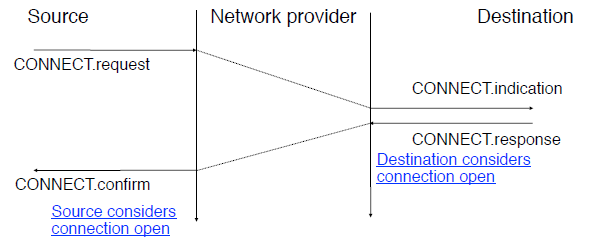 Source Network provider Destination
CONNECT.request
CONNECT.indication
CONNECT.response
Destination considers
connection open
CONNECT.confirm
Source considers
connection open